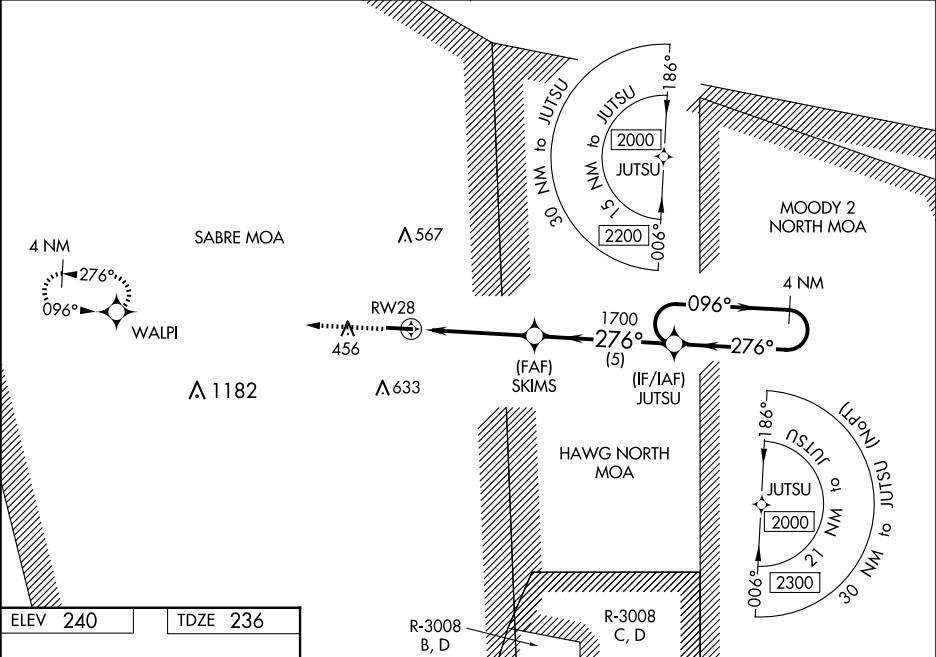 30 NM to JUTSU
15 NM to JUTSU
186°
2000
JUTSU
2200
006°
MOODY 2
NORTH MOA
SABRE MOA
567
4 NM
276°
096°
WALPI
RW28
456
1700
276°
(5)
096°
4 NM
276°
(FAF)
SKIMS
(IF/IAF)
JUTSU
1182
633
HAWG NORTH
MOA
186°
JUTSU
2000
2300
006°
21 NM to JUTSU
30 NM to JUTSU (NoPT)
ELEV 240
TDZE 236
R-3008
B, D
R-3008
C, D